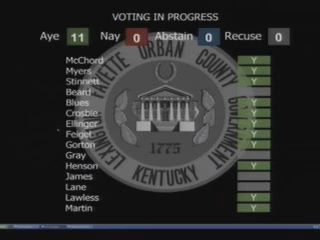 VOTING IN PROGRESS
Aye 11 Nay 0 Abstain 0 Recuse 0
McChord Y
Myers Y
Stinnett Y
Beard
Blues Y
Crosbie Y
Ellinger Y
Feigel Y
Gorton Y
Gray
Henson Y
James
Lane
Lawless Y
Martin Y
LEXINGTON-FAYETTE URBAN COUNTY GOVERNMENT
1775
KENTUCKY